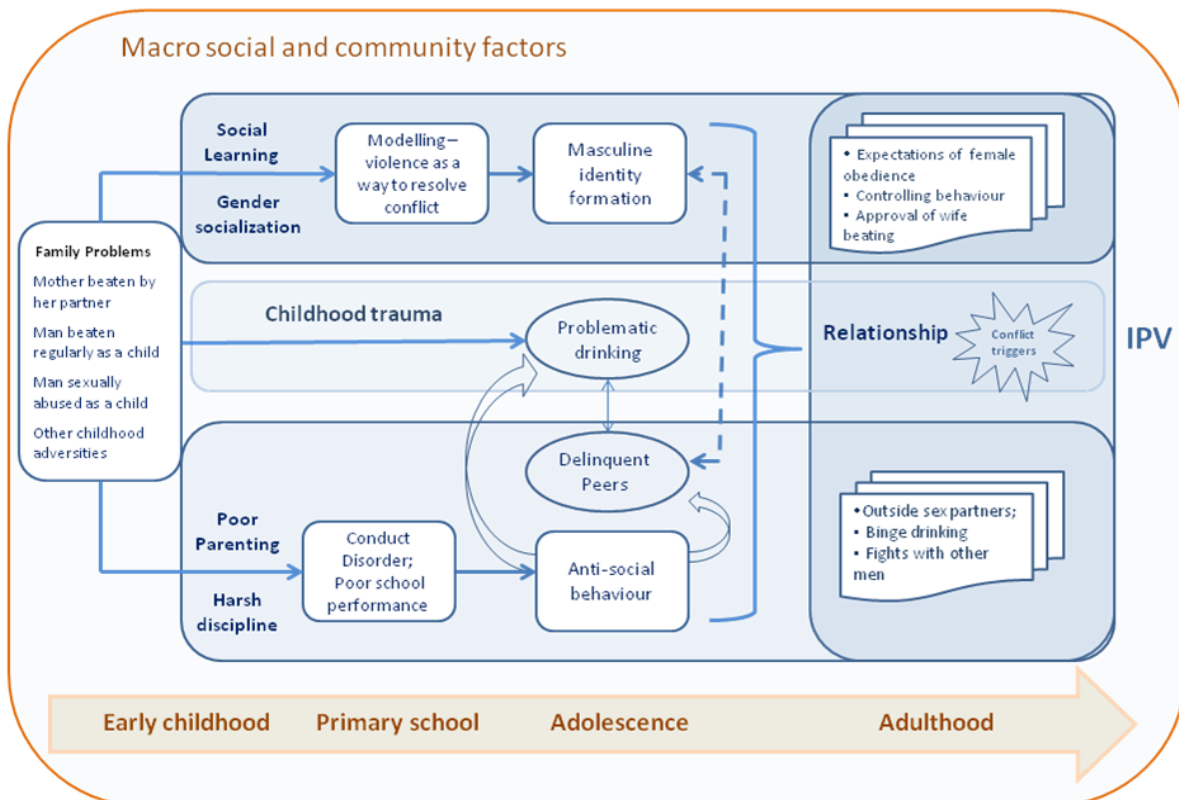 Macro social and community factors
Social
Learning
Gender
socialization
Modelling–
violence as a
way to resolve
conflict
Masculine
identity
formation
• Expectations of female
obedience
• Controlling behaviour
• Approval of wife
beating
Family Problems
Mother beaten by
her partner
Man beaten
regularly as a child
Man sexually
abused as a child
Other childhood
adversities
Childhood trauma
Problematic
drinking
Relationship
Conflict
triggers
IPV
Delinquent
Peers
Poor
Parenting
Harsh
discipline
Conduct
Disorder;
Poor school
performance
Anti-social
behaviour
•Outside sex partners;
• Binge drinking
• Fights with other
men
Early childhood
Primary school
Adolescence
Adulthood